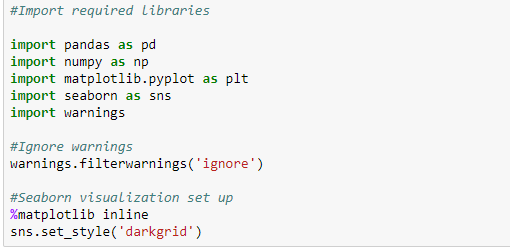 #Import required libraries
import pandas as pd
import numpy as np
import matplotlib.pyplot as plt
import seaborn as sns
import warnings
#Ignore warnings
warnings.filterwarnings('ignore')
#Seaborn visualization set up
%matplotlib inline
sns.set_style('darkgrid')